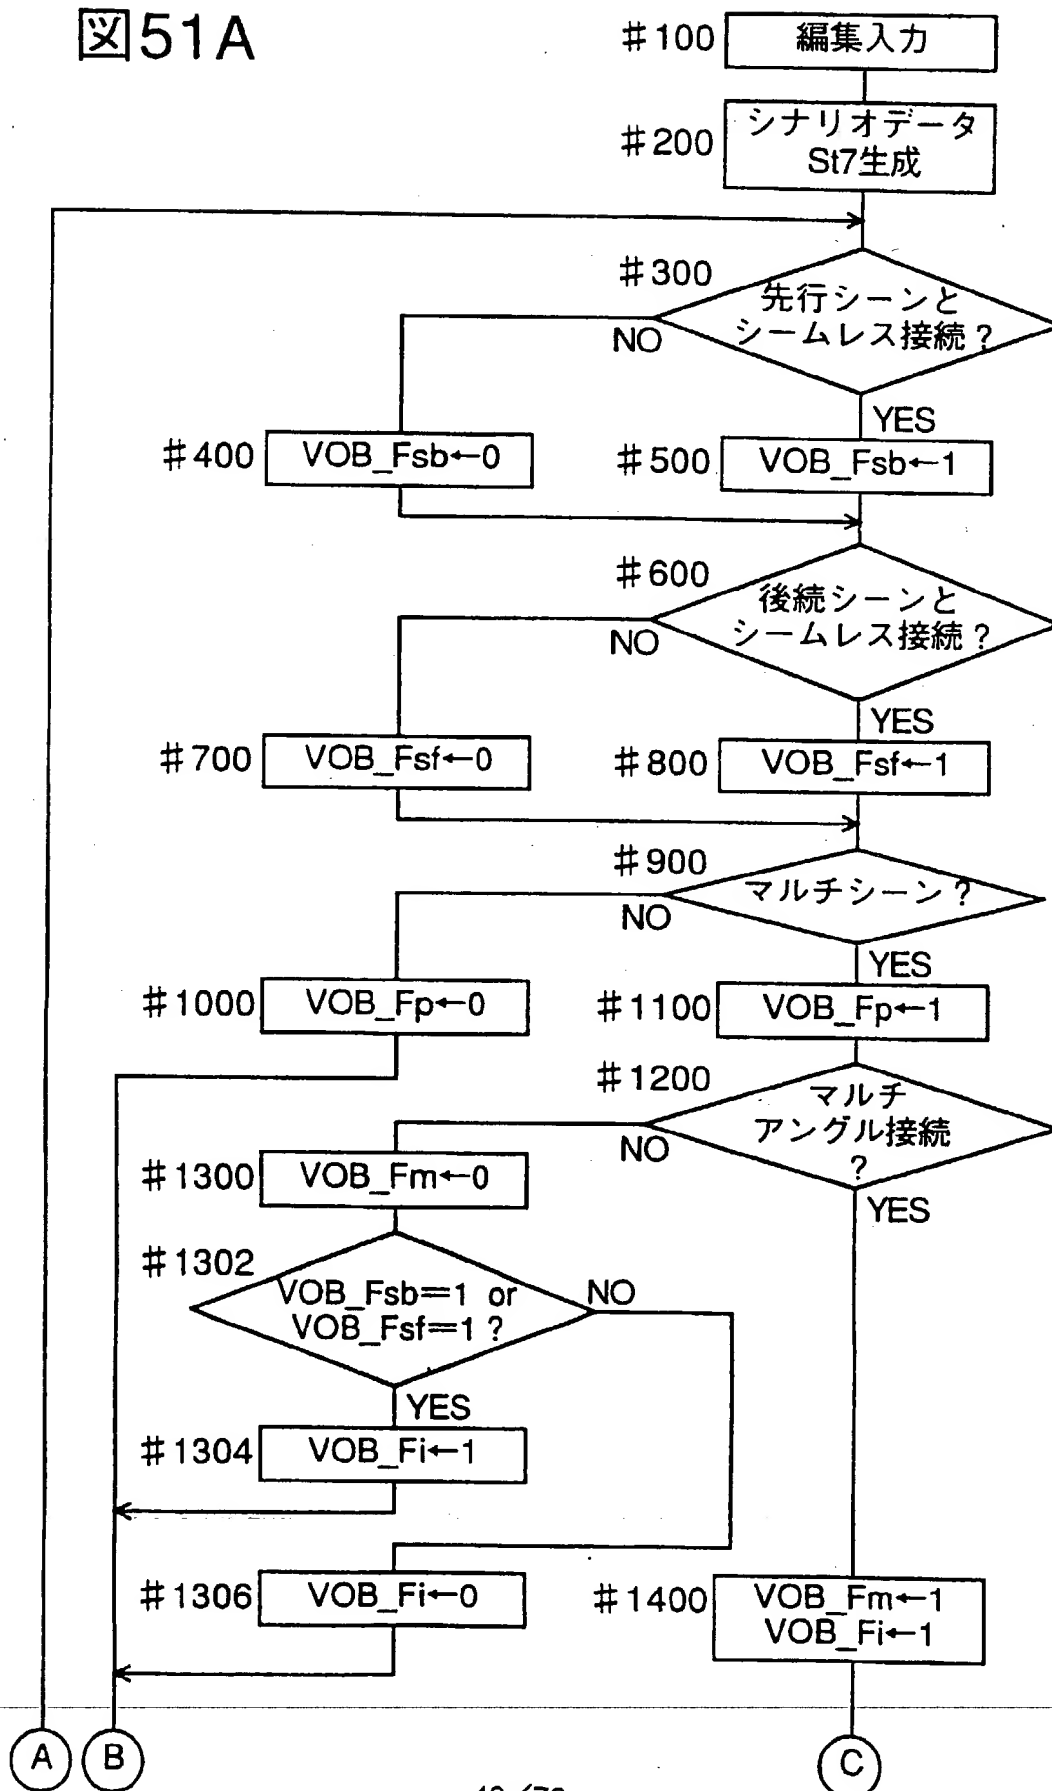 図51A
#100 編集入力
#200 シナリオデータ
St7生成
#300 先行シーンと
シームレス接続?
NO
YES
#400 VOB_Fsb←0
#500 VOB_Fsb←1
#600 後続シーンと
シームレス接続?
NO
YES
#700 VOB_Fsf←0
#800 VOB_Fsf←1
#900 マルチシーン?
NO
YES
#1000 VOB_Fp←0
#1100 VOB_Fp←1
#1200 マルチ
アングル接続
?
NO
YES
#1300 VOB_Fm←0
#1302 VOB_Fsb=1 or
VOB_Fsf=1 ?
NO
YES
#1304 VOB_Fi←1
#1306 VOB_Fi←0
#1400 VOB_Fm←1
VOB_Fi←1
A
B
C